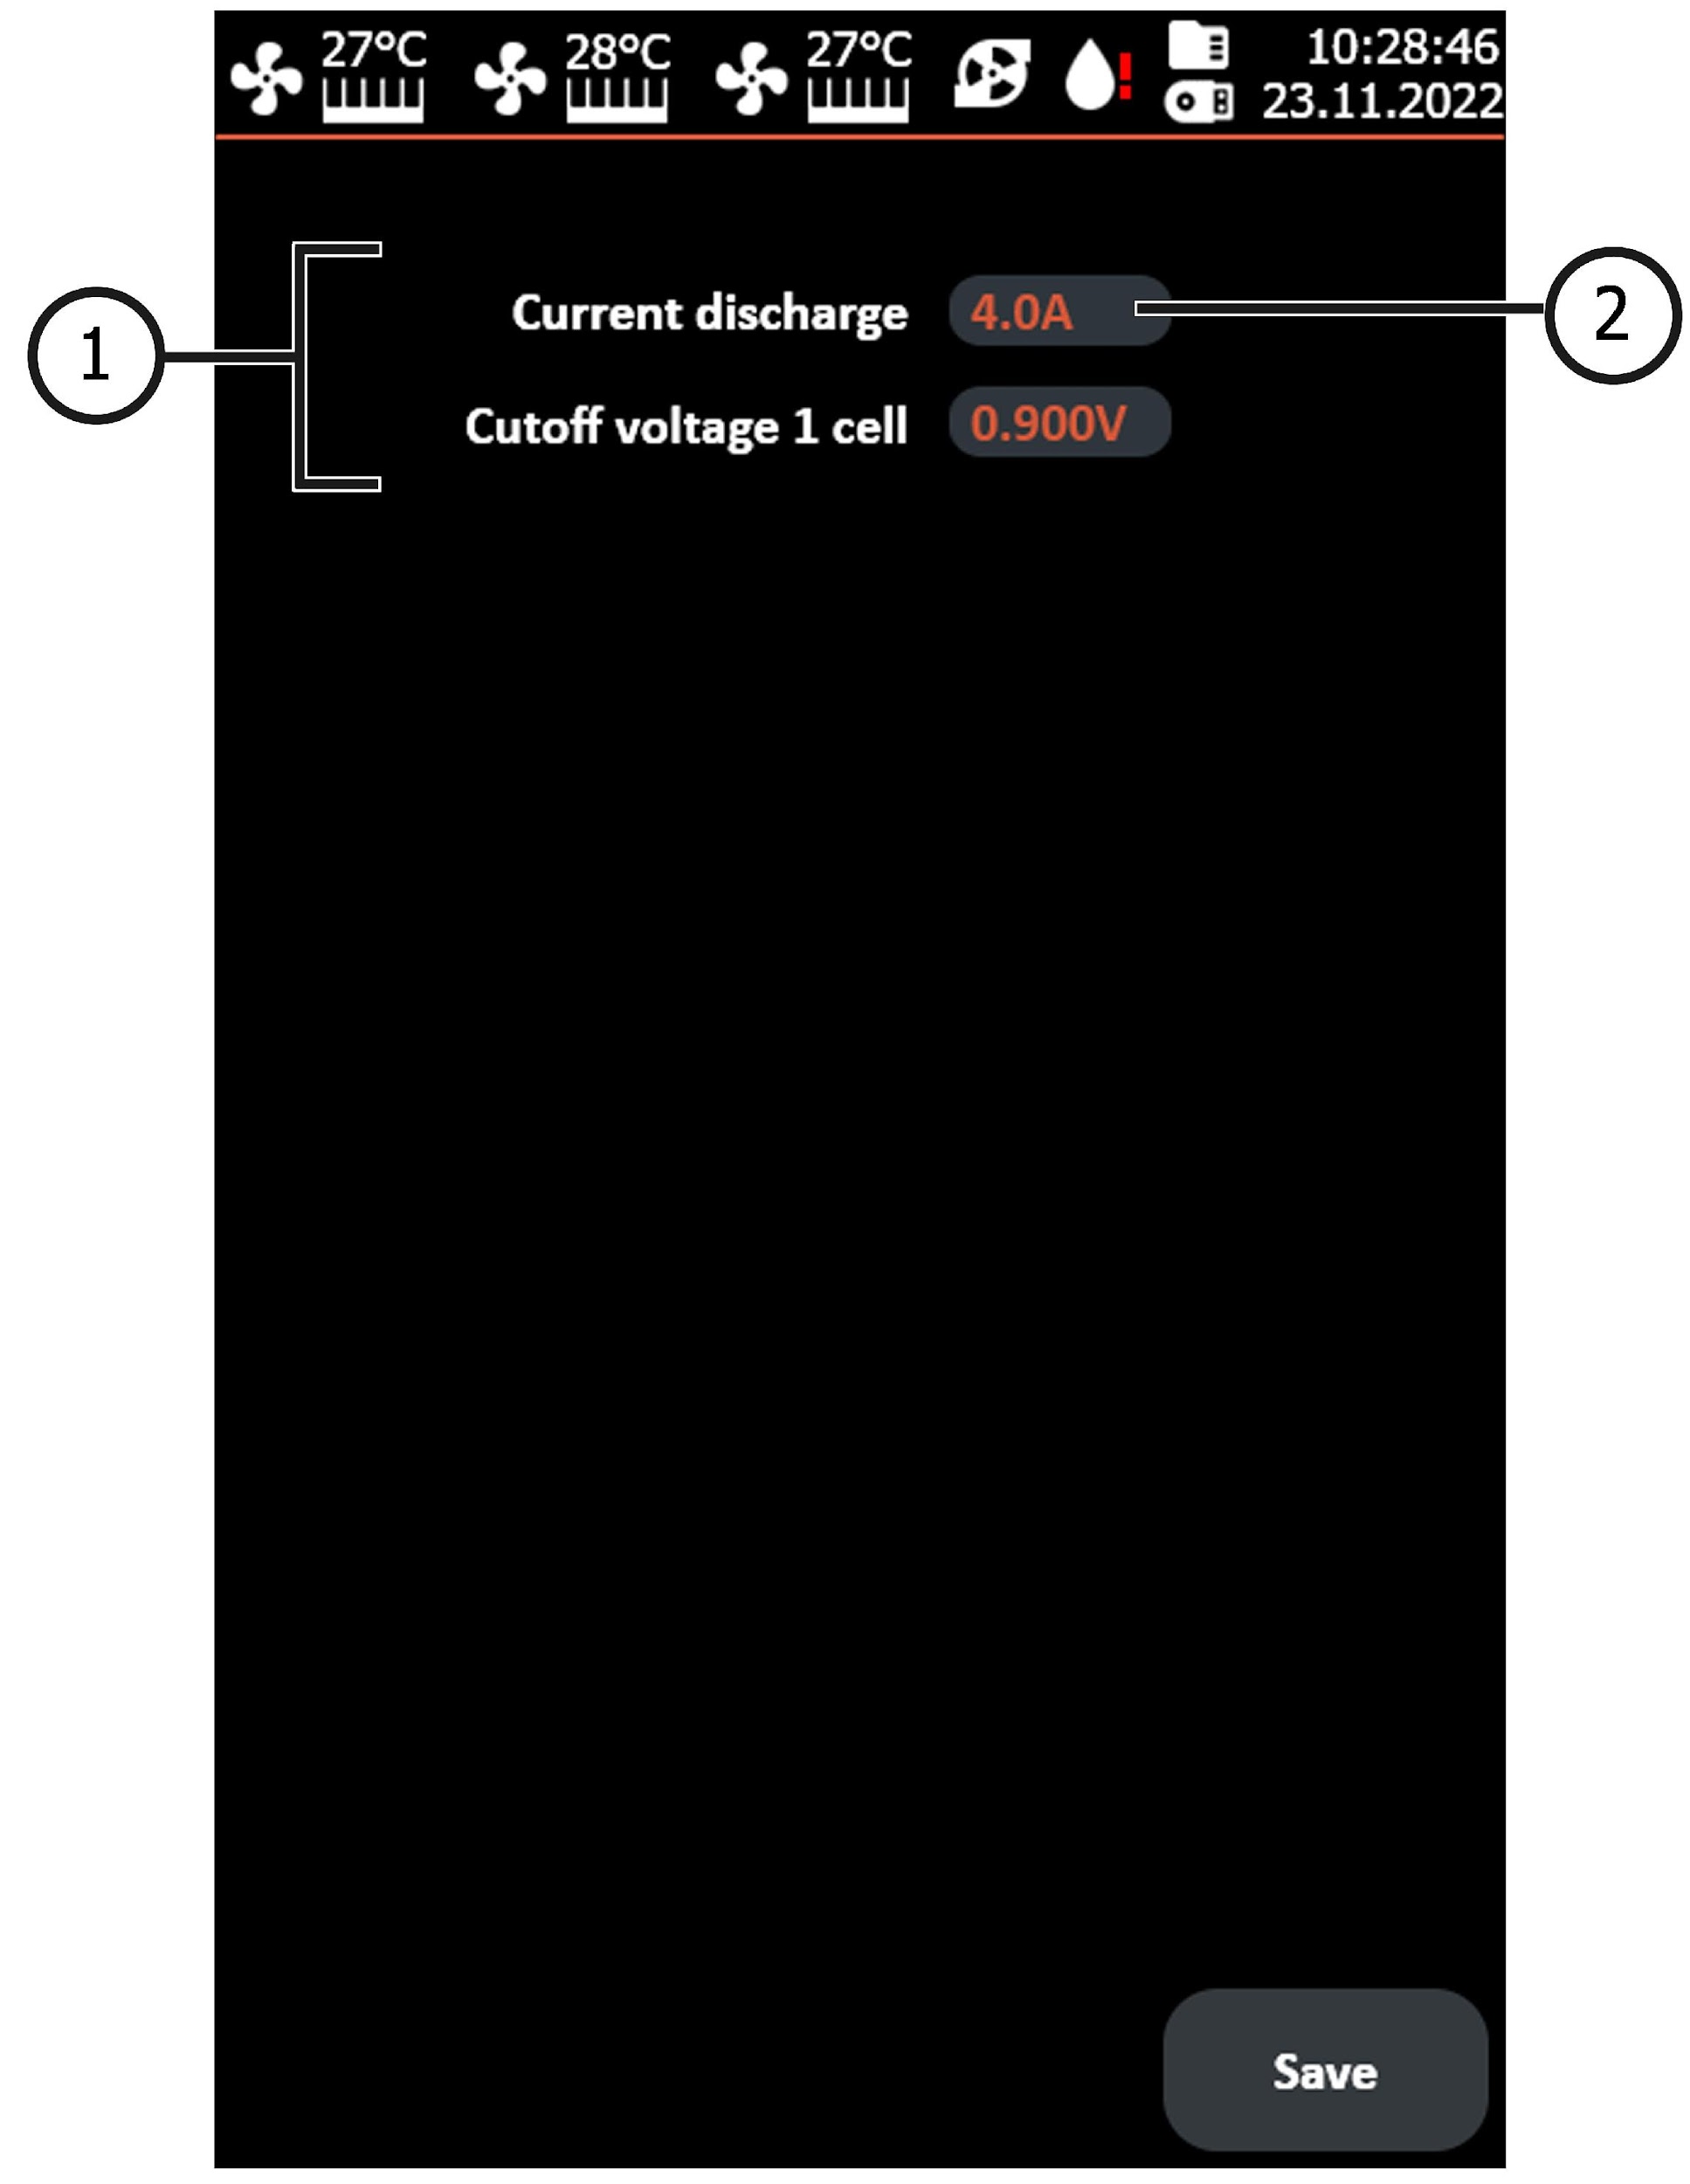 27°C 28°C 27°C 10:28:46
23.11.2022
1
Current discharge 4.0A
2
Cutoff voltage 1 cell 0.900V
Save